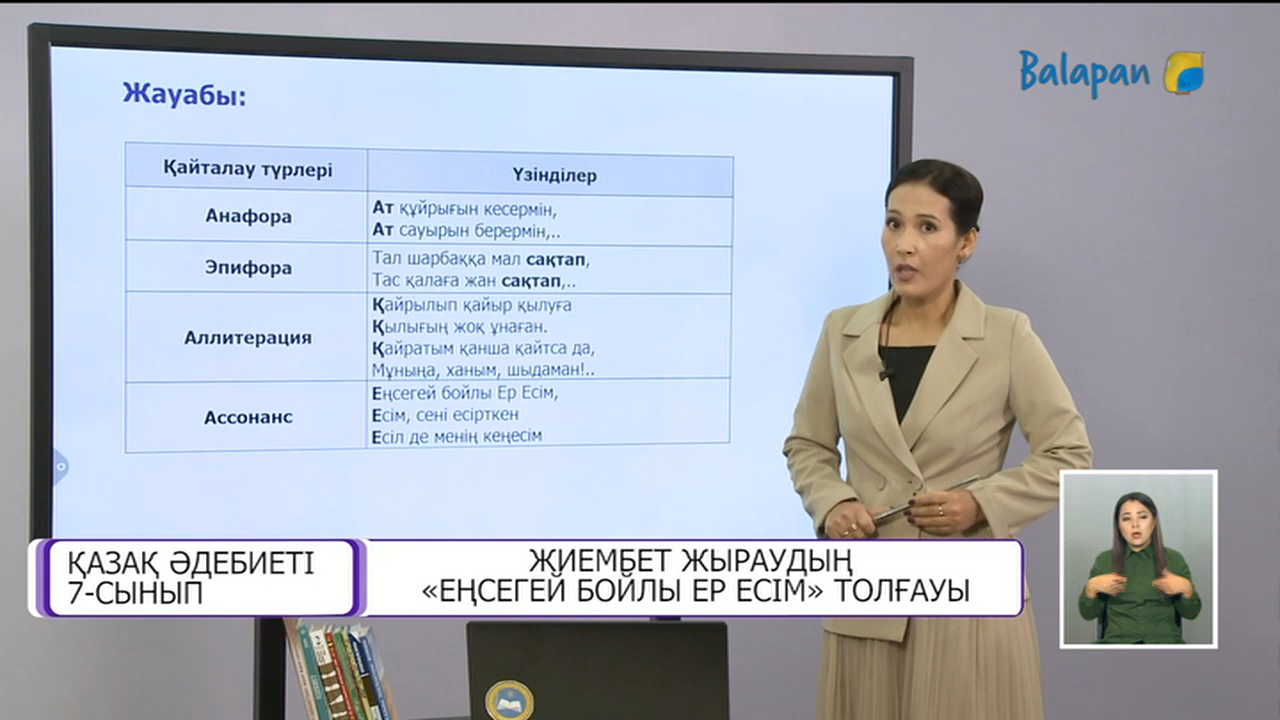 Balapan
Жауабы:
Қайталау түрлері
Үзінділер
Анафора
Ат құйрығын кесермін,
Ат сауырын берермін,..
Эпифора
Тал шарбаққа мал сақтап,
Тас қалаға жан сақтап,..
Аллитерация
Қайрылып қайыр қылуға
Қылығың жоқ ұнаған.
Қайратым қанша қайтса да,
Мұныңа, ханым, шыдаман!..
Ассонанс
Еңсегей бойлы Ер Есім,
Есім, сені есірткен
Есіл де менің кеңесім
ҚАЗАҚ ӘДЕБИЕТІ
7-СЫНЫП
ЖИЕМБЕТ ЖЫРАУДЫҢ
«ЕҢСЕГЕЙ БОЙЛЫ ЕР ЕСІМ» ТОЛҒАУЫ